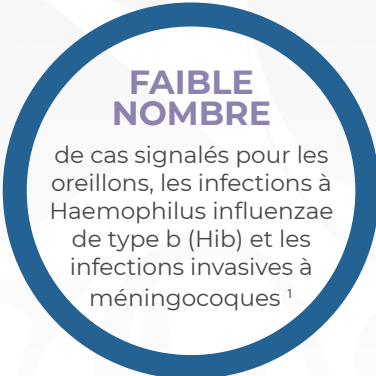 FAIBLE
NOMBRE
de cas signalés pour les
oreillons, les infections à
Haemophilus influenzae
de type b (Hib) et les
infections invasives à
méningocoques ¹